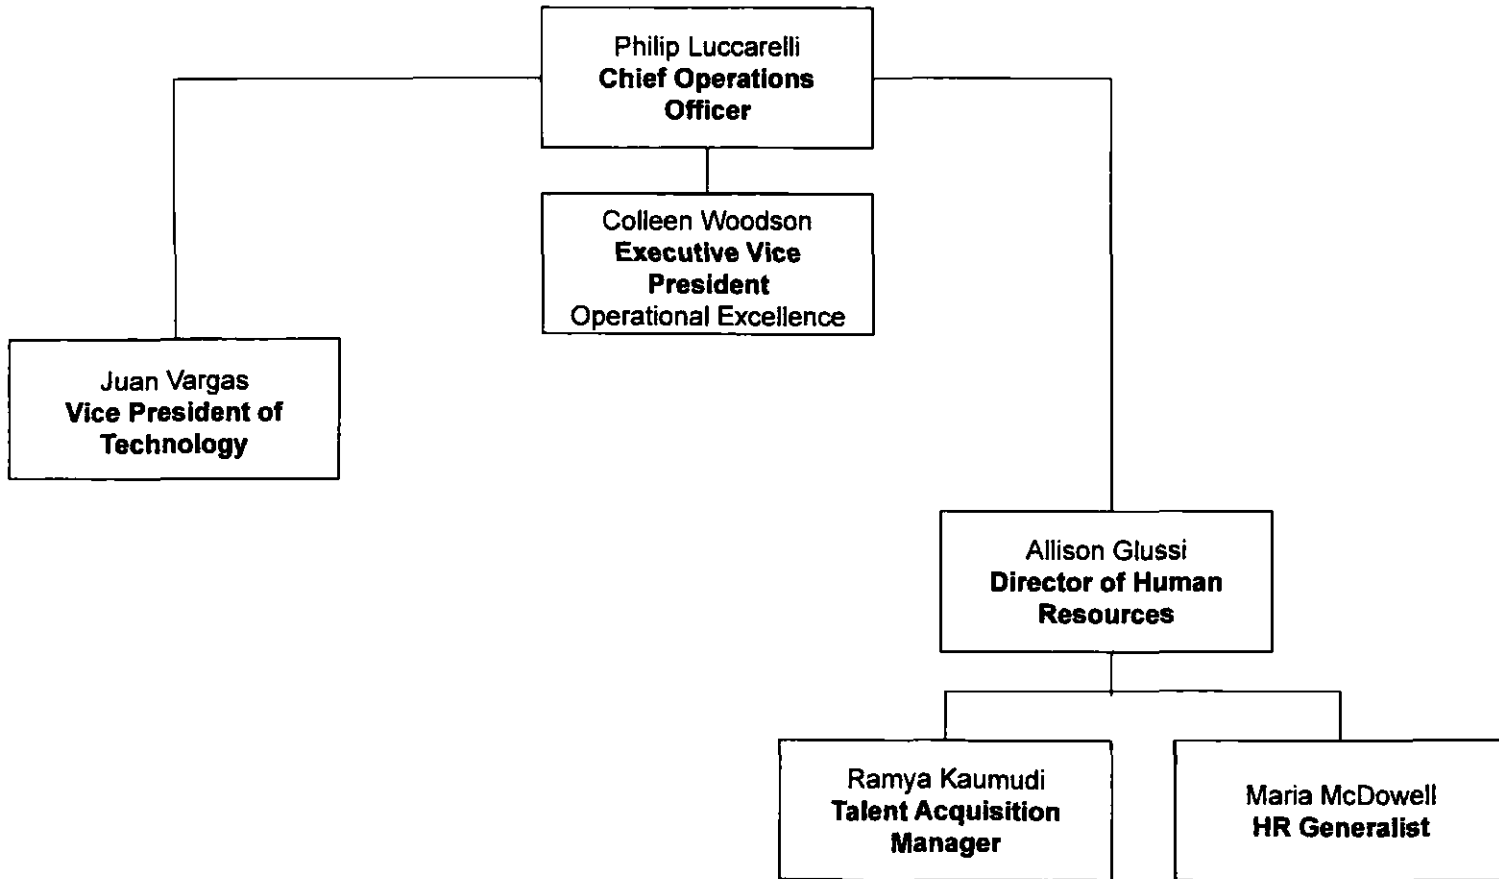 Philip Luccarelli
Chief Operations
Officer
Colleen Woodson
Executive Vice
President
Operational Excellence
Juan Vargas
Vice President of
Technology
Allison Glussi
Director of Human
Resources
Ramya Kaumudi
Talent Acquisition
Manager
Maria McDowell
HR Generalist